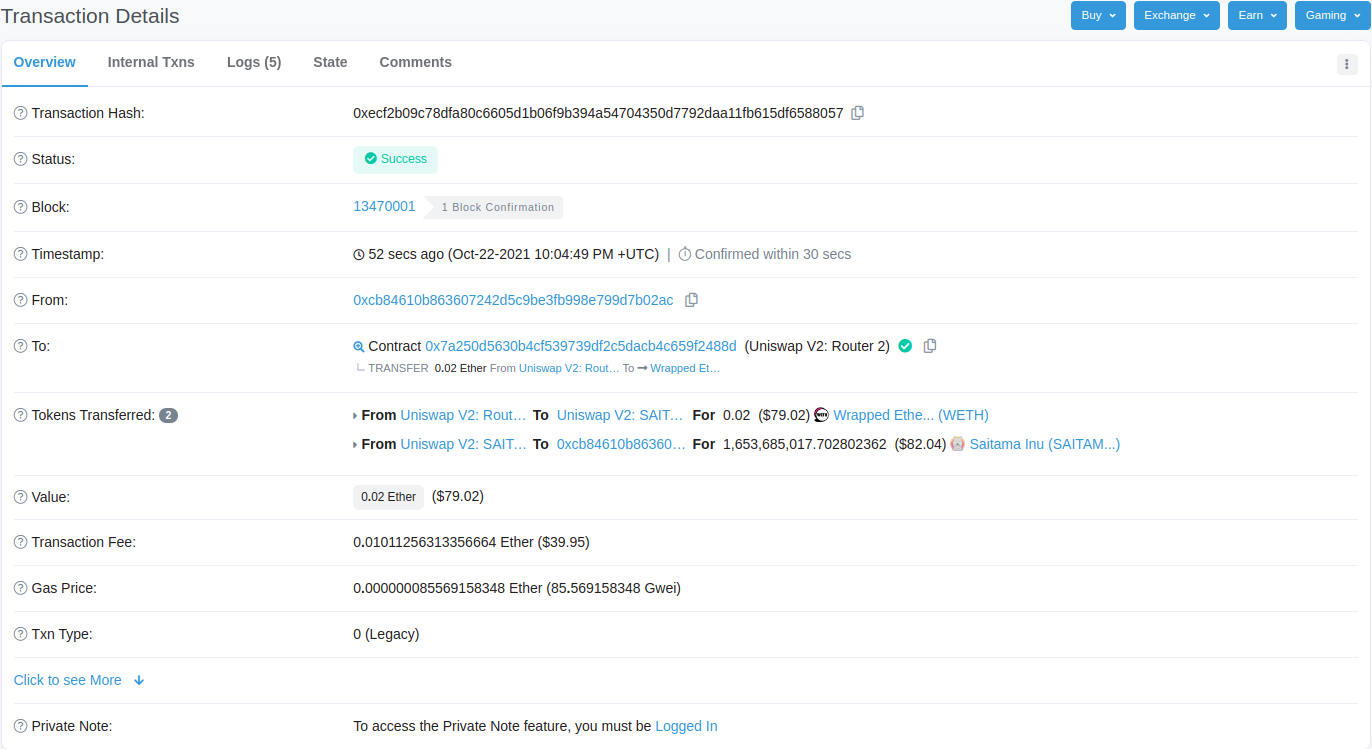 Transaction Details
Buy Exchange Earn Gaming
Overview Internal Txns Logs (5) State Comments
Transaction Hash: 0xecf2b09c78dfa80c6605d1b06f9b394a54704350d7792daa11fb615df6588057
Status: Success
Block: 13470001 1 Block Confirmation
Timestamp: 52 secs ago (Oct-22-2021 10:04:49 PM +UTC) | Confirmed within 30 secs
From: 0xcb84610b863607242d5c9be3fb998e799d7b02ac
To: Contract 0x7a250d5630b4cf539739df2c5dacb4c659f2488d (Uniswap V2: Router 2)
TRANSFER 0.02 Ether From Uniswap V2: Rout… To Wrapped Et…
Tokens Transferred: 2 From Uniswap V2: Rout… To Uniswap V2: SAIT… For 0.02 ($79.02) Wrapped Ethe... (WETH)
From Uniswap V2: SAIT… To 0xcb84610b86360… For 1,653,685,017.702802362 ($82.04) Saitama Inu (SAITAM...)
Value: 0.02 Ether ($79.02)
Transaction Fee: 0.01011256313356664 Ether ($39.95)
Gas Price: 0.000000085569158348 Ether (85.569158348 Gwei)
Txn Type: 0 (Legacy)
Click to see More
Private Note: To access the Private Note feature, you must be Logged In